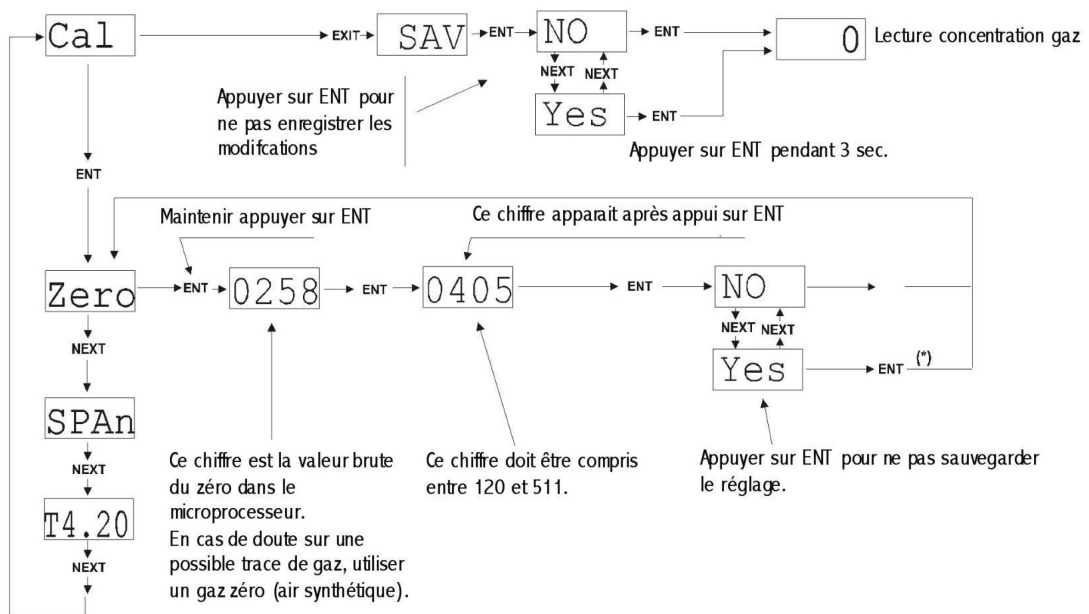 Cal
EXIT
SAV
ENT
NO
ENT
0
Lecture concentration gaz
NEXT NEXT
Yes
ENT
Appuyer sur ENT pour
ne pas enregistrer les
modifcations
Appuyer sur ENT pendant 3 sec.
ENT
Maintenir appuyer sur ENT
Ce chiffre apparait après appui sur ENT
Zero
ENT
0258
ENT
0405
ENT
NO
NEXT NEXT
Yes
ENT
(*)
NEXT
SPAn
NEXT
T4.20
NEXT
Ce chiffre est la valeur brute
du zéro dans le
microprocesseur.
En cas de doute sur une
possible trace de gaz, utiliser
un gaz zéro (air synthétique).
Ce chiffre doit être compris
entre 120 et 511.
Appuyer sur ENT pour ne pas sauvegarder
le réglage.